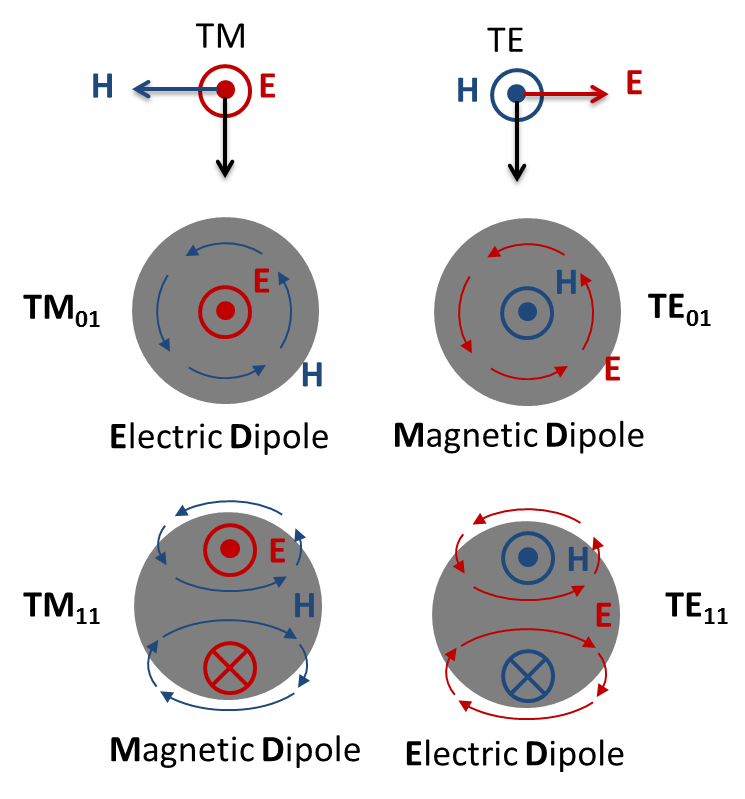 TM
TE
H
E
H
E
TM01
E
H
TE01
H
E
Electric Dipole
Magnetic Dipole
TM11
E
H
TE11
H
E
Magnetic Dipole
Electric Dipole